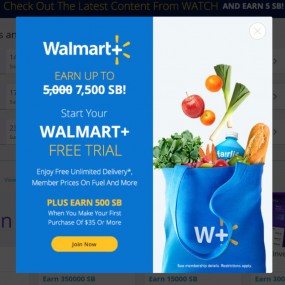 Check Out The Latest Content From WATCH AND EARN 5 SB!
Walmart+
EARN UP TO
5,000 7,500 SB!
Start Your
WALMART+
FREE TRIAL
Enjoy Free Unlimited Delivery*,
Member Prices On Fuel And More
PLUS EARN 500 SB
When You Make Your First
Purchase Of $35 Or More
Join Now
fairlife
W+
See membership details. Restrictions apply.
Earn 350000 SB
Earn 15000 SB
Earn 30000